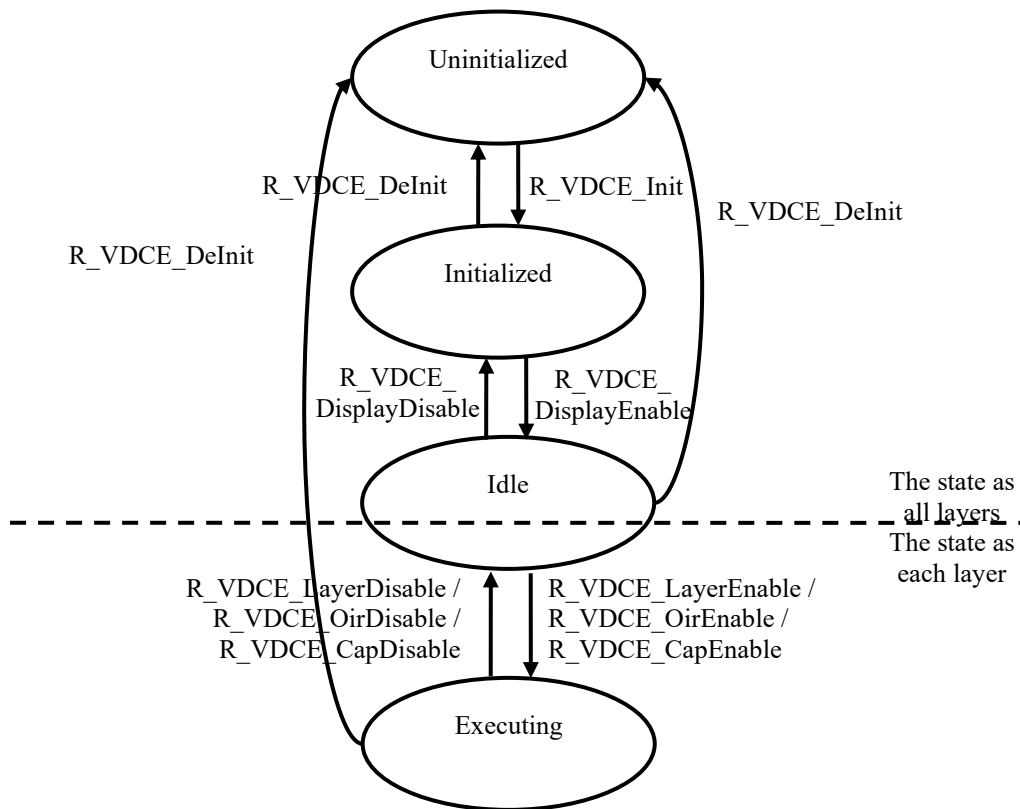 Uninitialized
R_VDCE_DeInit
R_VDCE_Init
R_VDCE_DeInit
R_VDCE_DeInit
Initialized
R_VDCE_
DisplayDisable
R_VDCE_
DisplayEnable
Idle
The state as
all layers
The state as
each layer
R_VDCE_LayerDisable /
R_VDCE_OirDisable /
R_VDCE_CapDisable
R_VDCE_LayerEnable /
R_VDCE_OirEnable /
R_VDCE_CapEnable
Executing